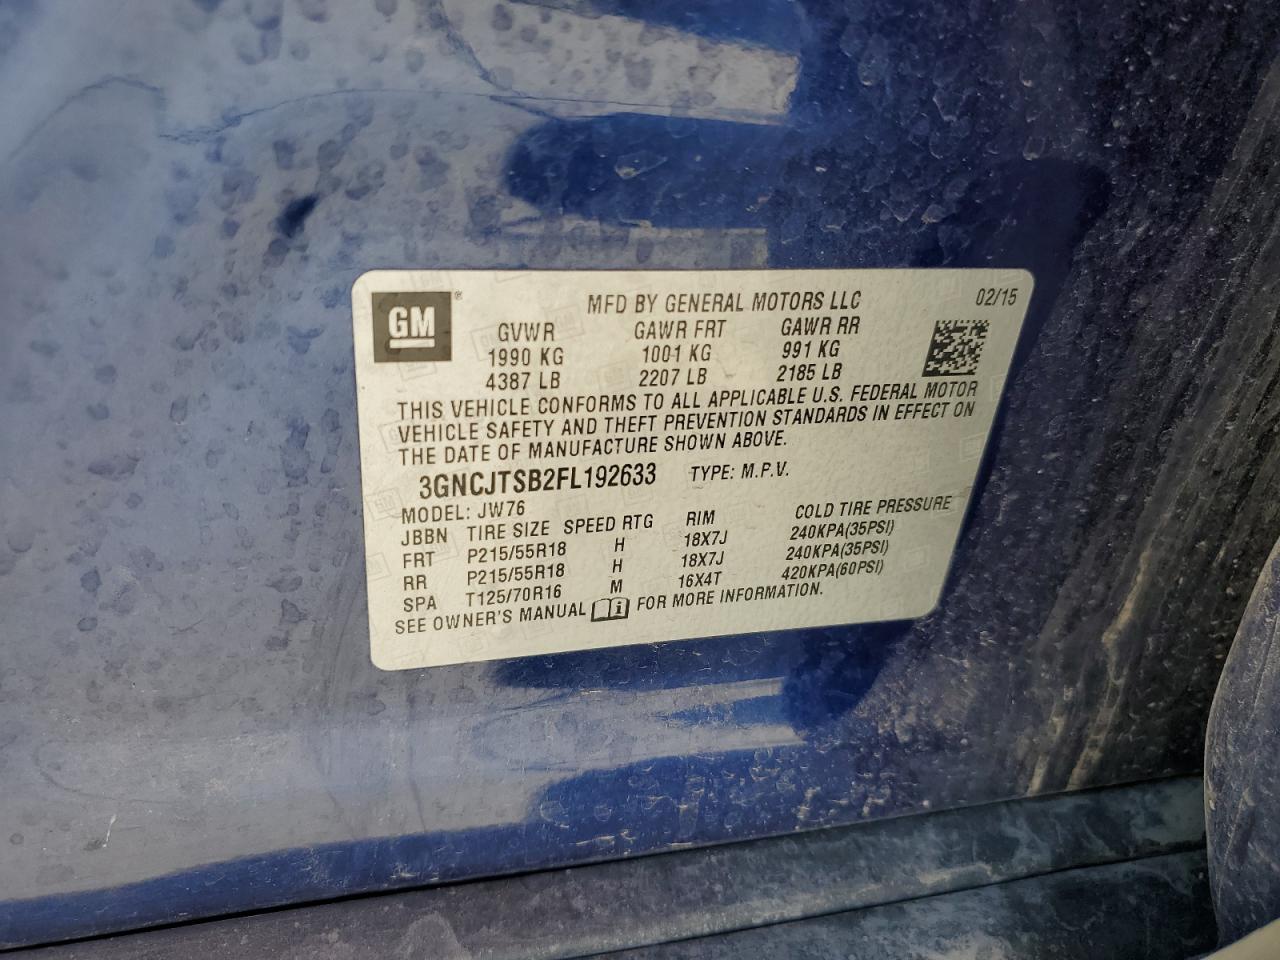 GM ®
MFD BY GENERAL MOTORS LLC 02/15
GVWR GAWR FRT GAWR RR
1990 KG 1001 KG 991 KG
4387 LB 2207 LB 2185 LB
THIS VEHICLE CONFORMS TO ALL APPLICABLE U.S. FEDERAL MOTOR
VEHICLE SAFETY AND THEFT PREVENTION STANDARDS IN EFFECT ON
THE DATE OF MANUFACTURE SHOWN ABOVE.
3GNCJTSB2FL192633 TYPE: M.P.V.
MODEL: JW76
JBBN TIRE SIZE SPEED RTG RIM COLD TIRE PRESSURE
FRT P215/55R18 H 18X7J 240KPA(35PSI)
RR P215/55R18 H 18X7J 240KPA(35PSI)
SPA T125/70R16 M 16X4T 420KPA(60PSI)
SEE OWNER'S MANUAL i FOR MORE INFORMATION.